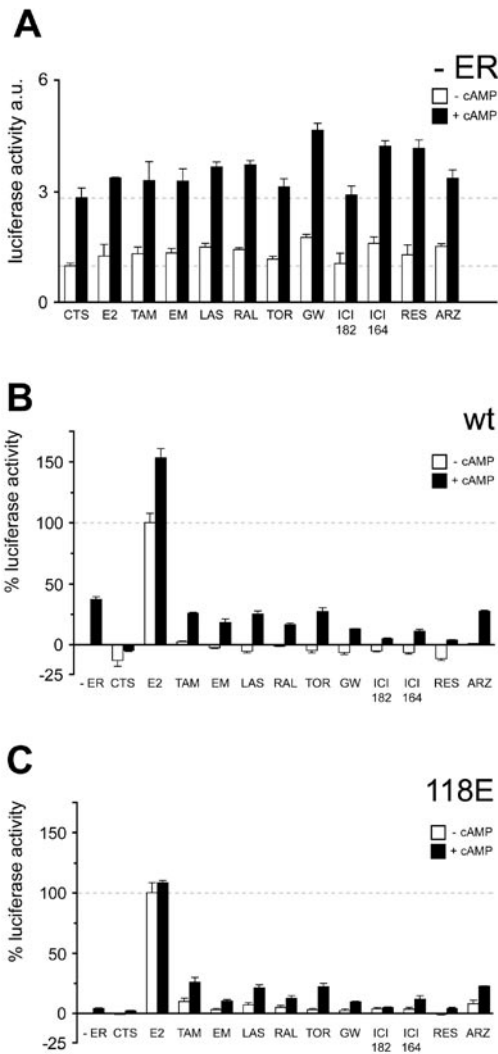 A
- ER
- cAMP
+ cAMP
luciferase activity a.u.
6
3
0
CTS E2 TAM EM LAS RAL TOR GW ICI 182 ICI 164 RES ARZ
B
wt
- cAMP
+ cAMP
% luciferase activity
150
100
50
0
-25
- ER CTS E2 TAM EM LAS RAL TOR GW ICI 182 ICI 164 RES ARZ
C
118E
- cAMP
+ cAMP
% luciferase activity
150
100
50
0
-25
- ER CTS E2 TAM EM LAS RAL TOR GW ICI 182 ICI 164 RES ARZ